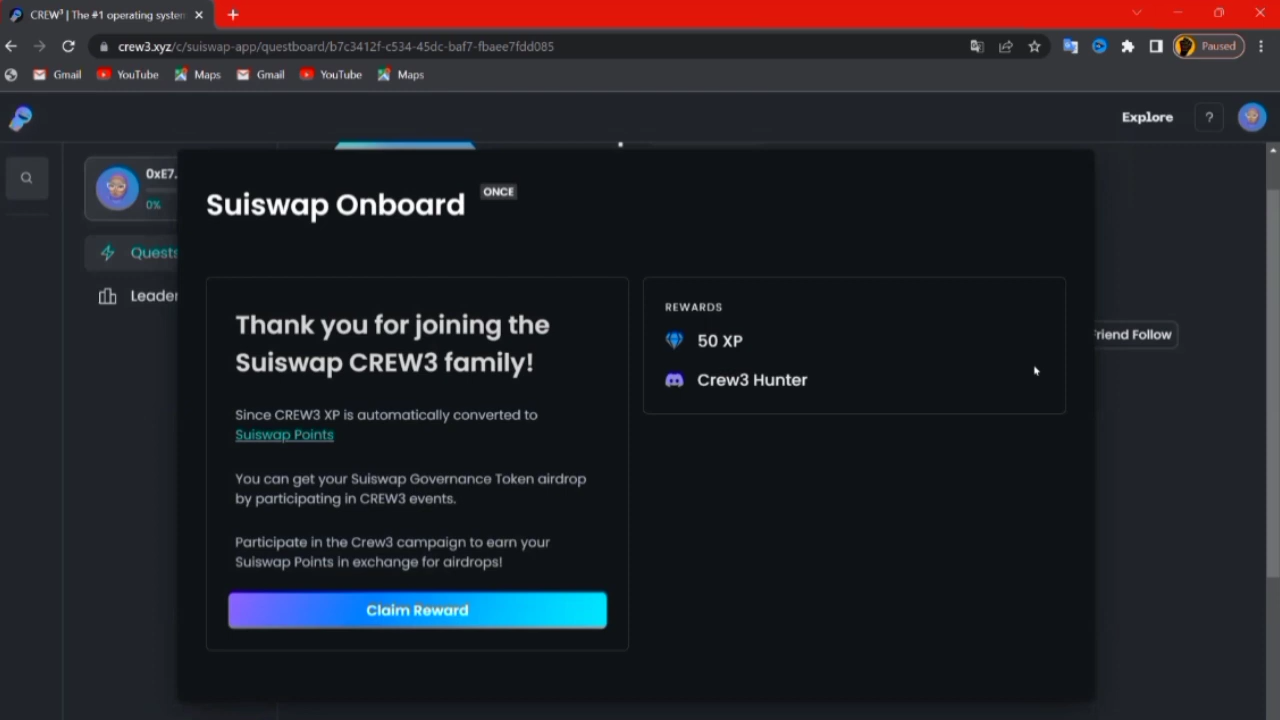 CREW³ | The #1 operating system
crew3.xyz/c/suiswap-app/questboard/b7c3412f-c534-45dc-baf7-fbaee7fdd085
Paused
Gmail YouTube Maps Gmail YouTube Maps
Explore ?
0xE7.
0%
Quests
Leader
Suiswap Onboard ONCE
Thank you for joining the
Suiswap CREW3 family!
Since CREW3 XP is automatically converted to
Suiswap Points
You can get your Suiswap Governance Token airdrop
by participating in CREW3 events.
Participate in the Crew3 campaign to earn your
Suiswap Points in exchange for airdrops!
Claim Reward
REWARDS
50 XP
Crew3 Hunter
Friend Follow